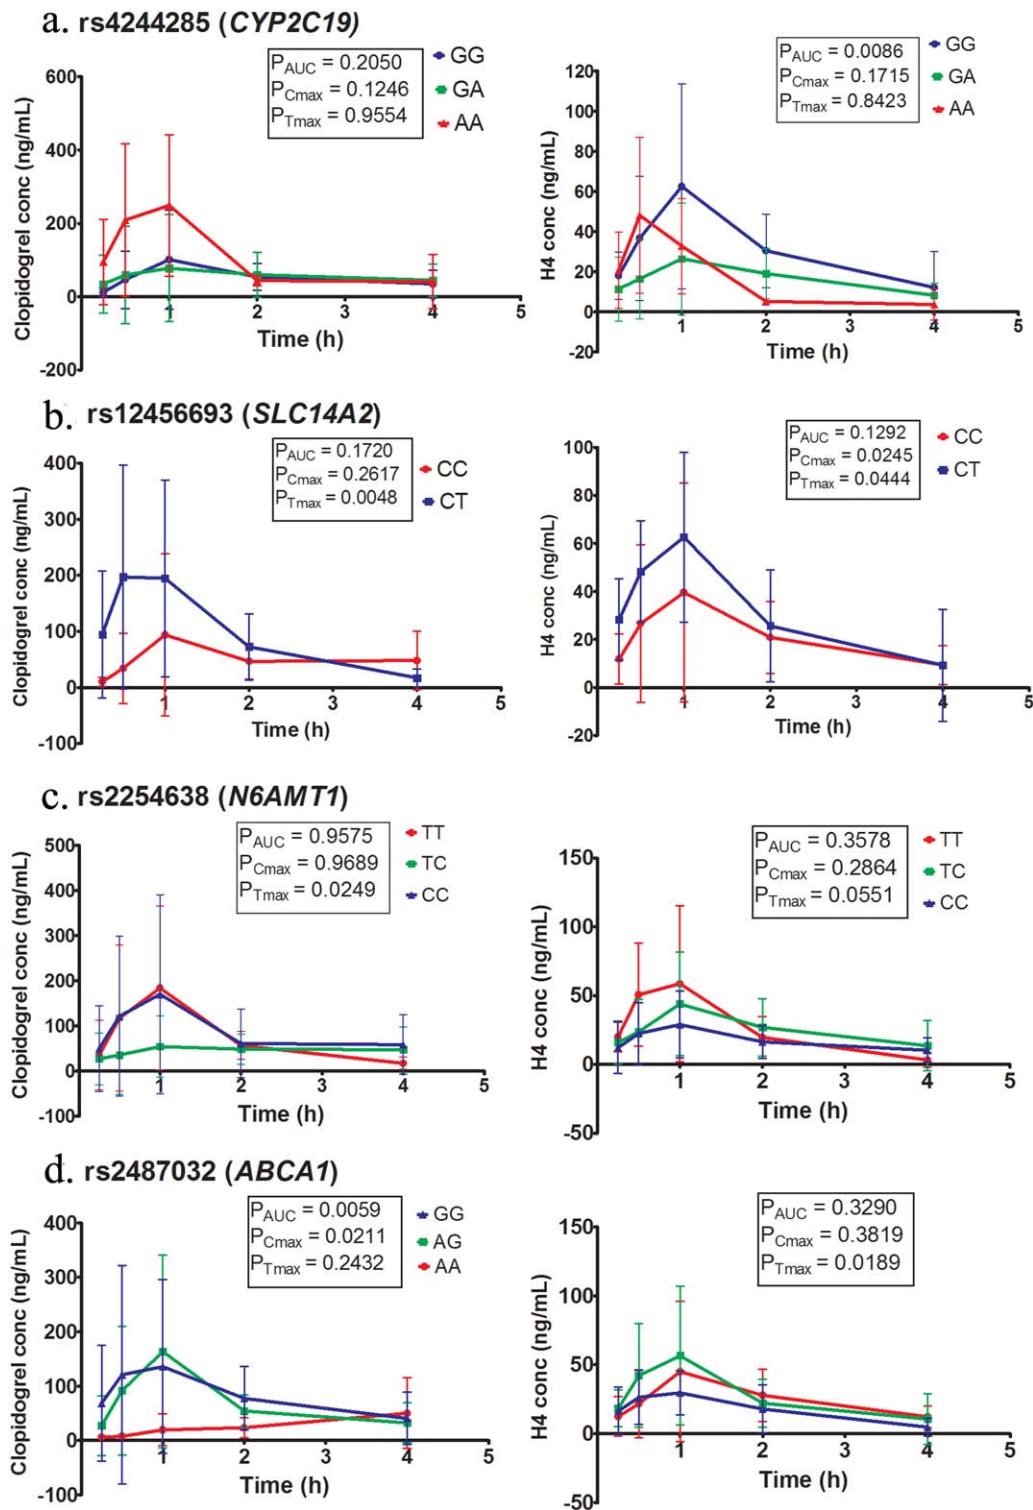 a. rs4244285 (CYP2C19)
Clopidogrel conc (ng/mL)
600
400
200
0
-200
1
2
3
4
5
Time (h)
PAUC = 0.2050
PCmax = 0.1246
PTmax = 0.9554
GG
GA
AA
H4 conc (ng/mL)
120
100
80
60
40
20
0
-20
1
2
3
4
5
Time (h)
PAUC = 0.0086
PCmax = 0.1715
PTmax = 0.8423
GG
GA
AA
b. rs12456693 (SLC14A2)
Clopidogrel conc (ng/mL)
400
300
200
100
0
-100
1
2
3
4
5
Time (h)
PAUC = 0.1720
PCmax = 0.2617
PTmax = 0.0048
CC
CT
H4 conc (ng/mL)
100
80
60
40
20
0
-20
1
2
3
4
5
Time (h)
PAUC = 0.1292
PCmax = 0.0245
PTmax = 0.0444
CC
CT
c. rs2254638 (N6AMT1)
Clopidogrel conc (ng/mL)
500
400
300
200
100
0
-100
1
2
3
4
5
Time (h)
PAUC = 0.9575
PCmax = 0.9689
PTmax = 0.0249
TT
TC
CC
H4 conc (ng/mL)
150
100
50
0
-50
1
2
3
4
5
Time (h)
PAUC = 0.3578
PCmax = 0.2864
PTmax = 0.0551
TT
TC
CC
d. rs2487032 (ABCA1)
Clopidogrel conc (ng/mL)
400
300
200
100
0
-100
1
2
3
4
5
Time (h)
PAUC = 0.0059
PCmax = 0.0211
PTmax = 0.2432
GG
AG
AA
H4 conc (ng/mL)
150
100
50
0
-50
1
2
3
4
5
Time (h)
PAUC = 0.3290
PCmax = 0.3819
PTmax = 0.0189